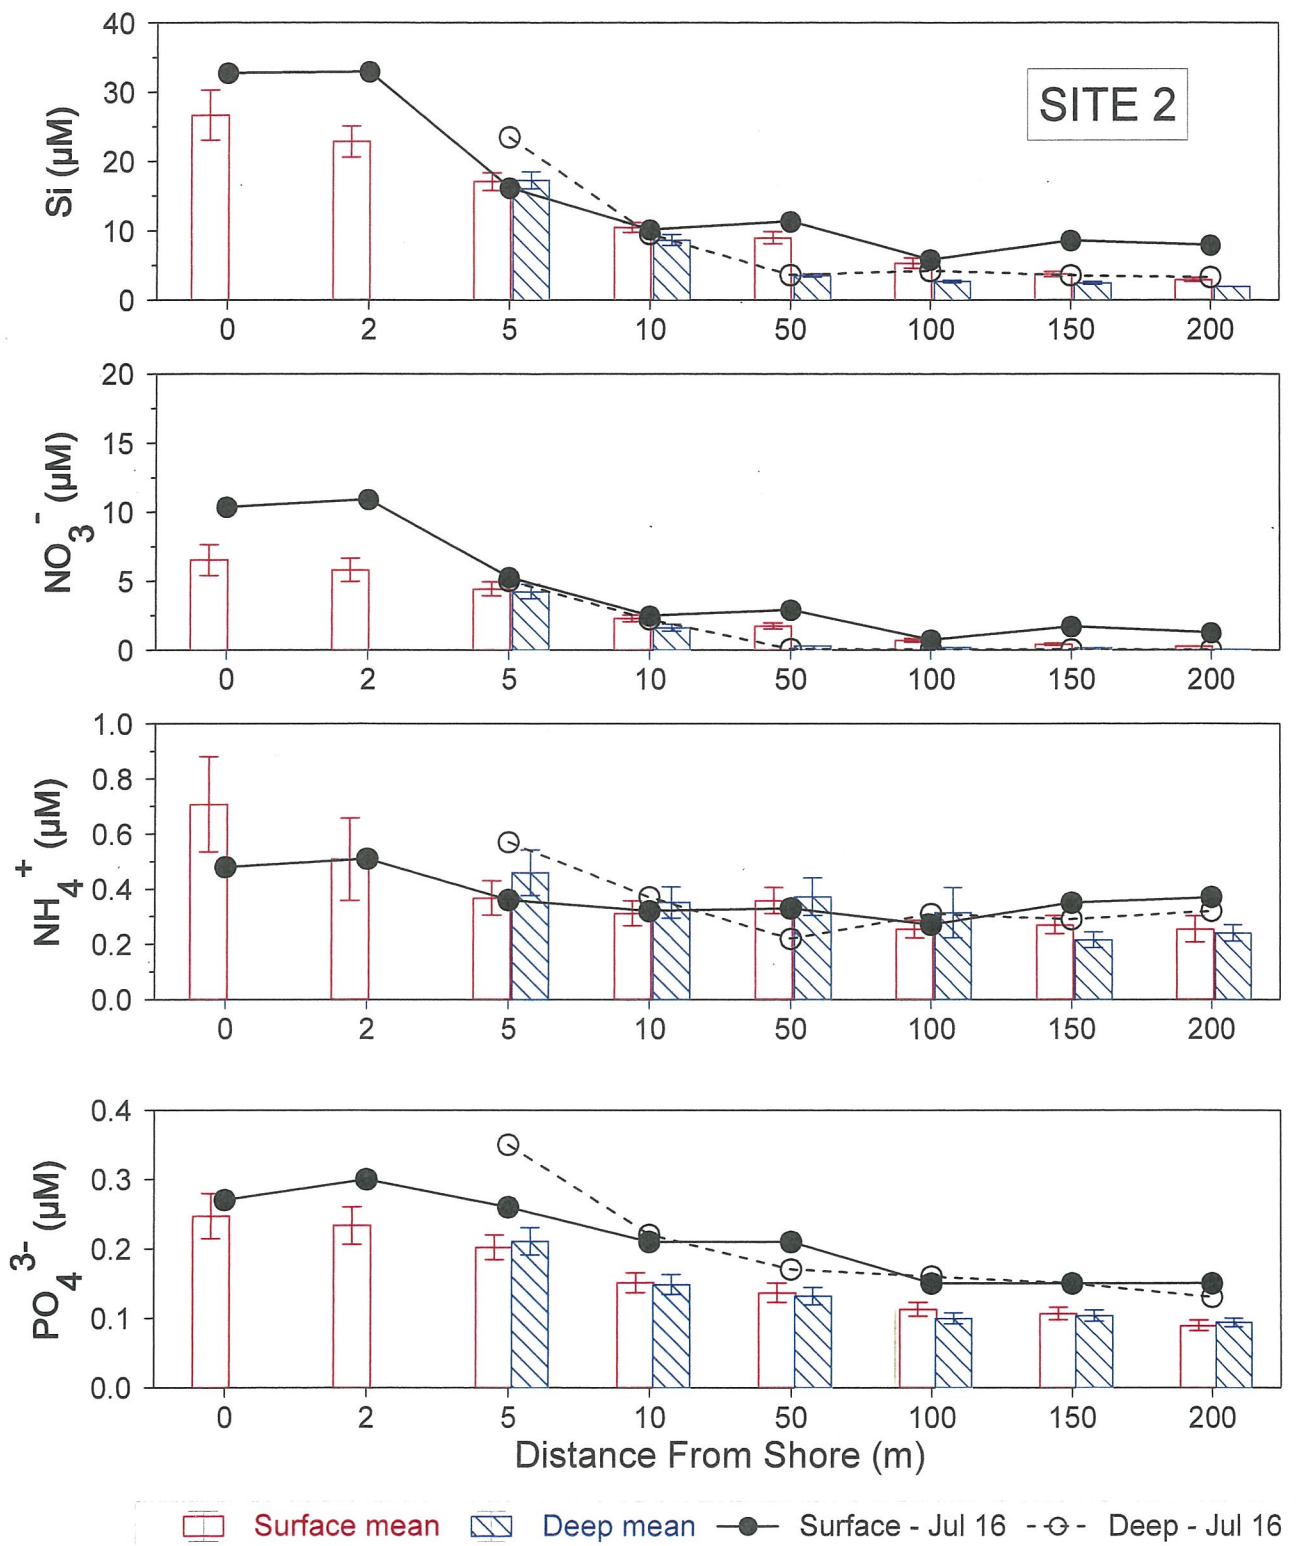 SITE 2
Si (µM)
40
30
20
10
0
0 2 5 10 50 100 150 200
NO3- (µM)
20
15
10
5
0
0 2 5 10 50 100 150 200
NH4+ (µM)
1.0
0.8
0.6
0.4
0.2
0.0
0 2 5 10 50 100 150 200
PO43- (µM)
0.4
0.3
0.2
0.1
0.0
0 2 5 10 50 100 150 200
Distance From Shore (m)
Surface mean Deep mean Surface - Jul 16 Deep - Jul 16